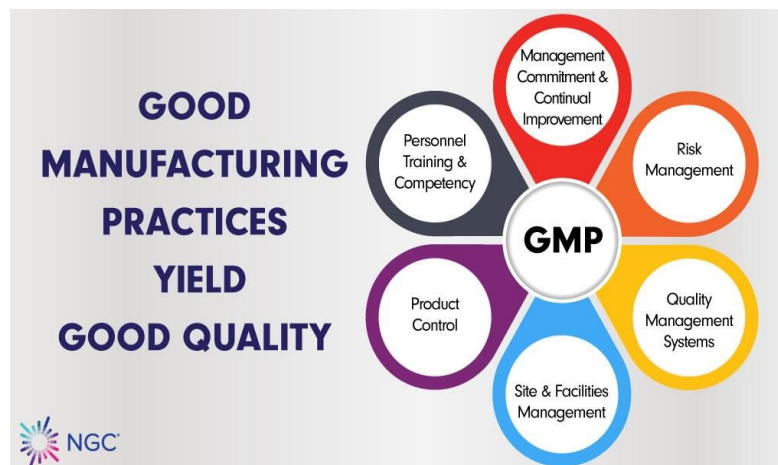 GOOD
MANUFACTURING
PRACTICES
YIELD
GOOD QUALITY
Management
Commitment &
Continual
Improvement
Risk
Management
Quality
Management
Systems
Site & Facilities
Management
Product
Control
Personnel
Training &
Competency
GMP
NGC